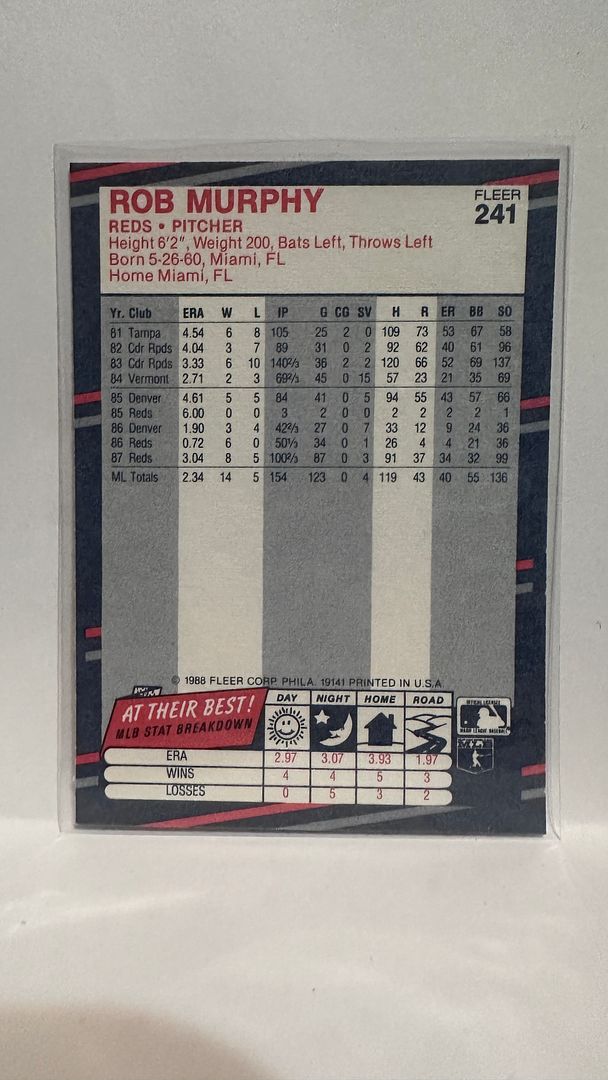 ROB MURPHY
FLEER
241
REDS • PITCHER
Height 6'2", Weight 200, Bats Left, Throws Left
Born 5-26-60, Miami, FL
Home Miami, FL
Yr. Club ERA W L IP G CG SV H R ER BB SO
81 Tampa 4.54 6 8 105 25 2 0 109 73 53 67 58
82 Cdr Rpds 4.04 3 7 89 31 0 2 92 62 40 61 96
83 Cdr Rpds 3.33 6 10 140⅔ 36 2 2 120 66 52 69 137
84 Vermont 2.71 2 3 69⅔ 45 0 15 57 23 21 35 69
85 Denver 4.61 5 5 84 41 0 5 94 55 43 57 66
85 Reds 6.00 0 0 3 2 0 0 2 2 2 2 1
86 Denver 1.90 3 4 42⅔ 27 0 7 33 12 9 24 36
86 Reds 0.72 6 0 50⅓ 34 0 1 26 4 4 21 36
87 Reds 3.04 8 5 100⅔ 87 0 3 91 37 34 32 99
ML Totals 2.34 14 5 154 123 0 4 119 43 40 55 136
© 1988 FLEER CORP. PHILA. 19141 PRINTED IN U.S.A.
AT THEIR BEST!
MLB STAT BREAKDOWN
DAY NIGHT HOME ROAD
ERA 2.97 3.07 3.93 1.97
WINS 4 4 5 3
LOSSES 0 5 3 2
OFFICIAL LICENSEE
MAJOR LEAGUE BASEBALL